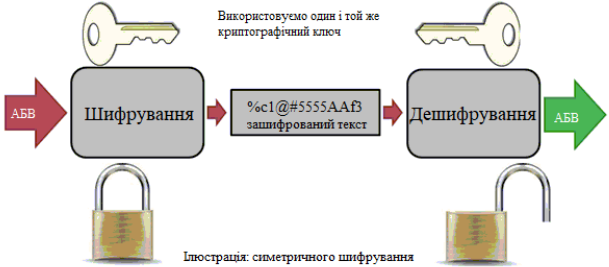 Використовуємо один і той же
криптографічний ключ
АБВ
Шифрування
%c1@#5555AAf3
зашифрований текст
Дешифрування
АБВ
Ілюстрація: симетричного шифрування